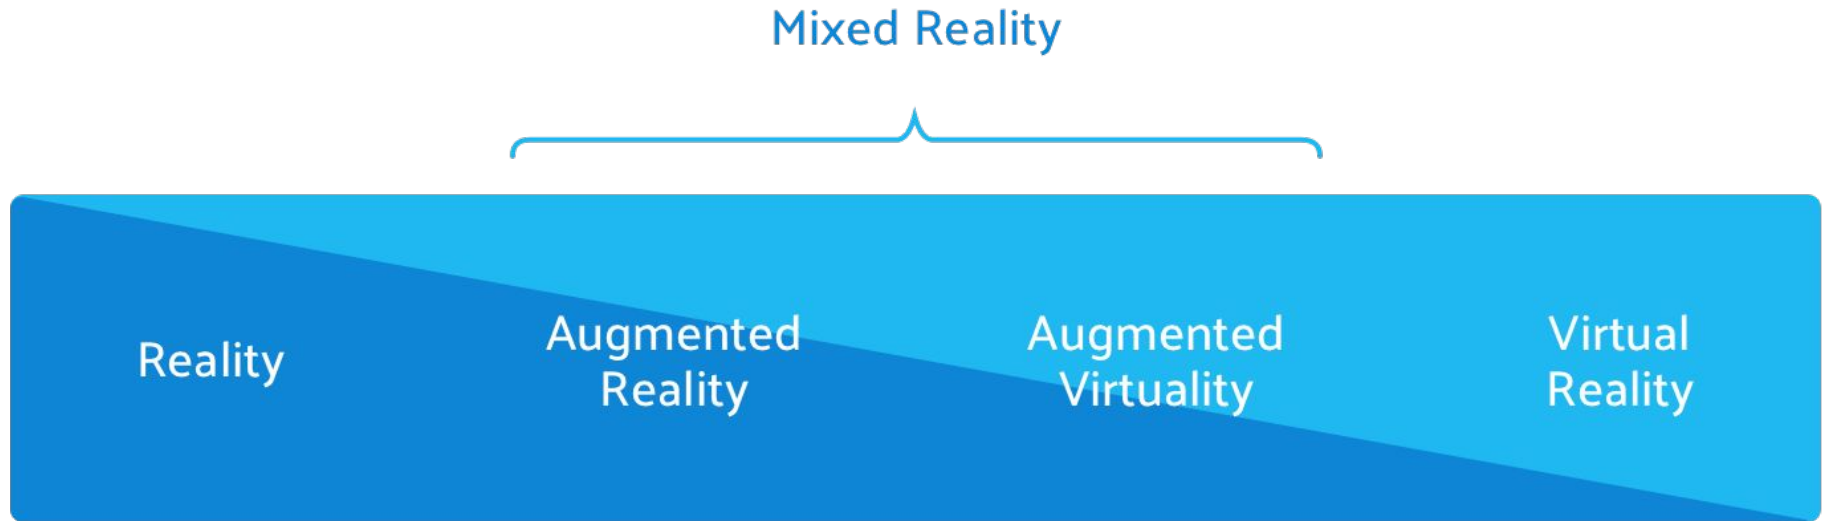 Mixed Reality
Reality
Augmented
Reality
Augmented
Virtuality
Virtual
Reality